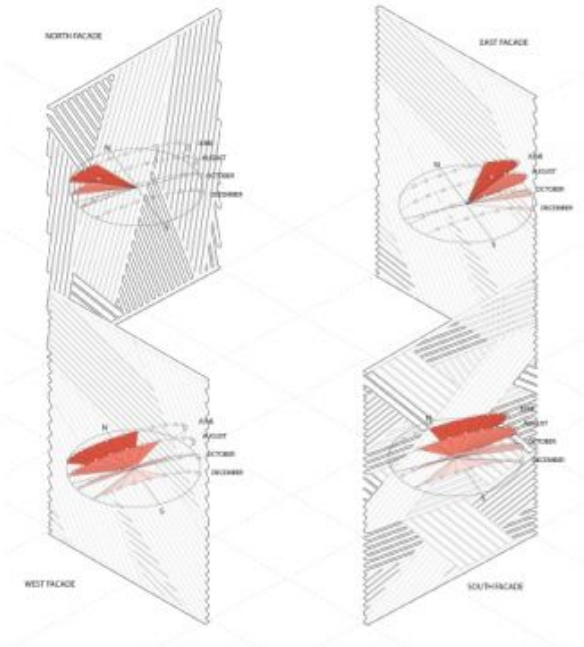 NORTH FACADE
N
JUNE
AUGUST
OCTOBER
DECEMBER
S
EAST FACADE
N
JUNE
AUGUST
OCTOBER
DECEMBER
S
N
JUNE
AUGUST
OCTOBER
DECEMBER
S
WEST FACADE
N
JUNE
AUGUST
OCTOBER
DECEMBER
S
SOUTH FACADE